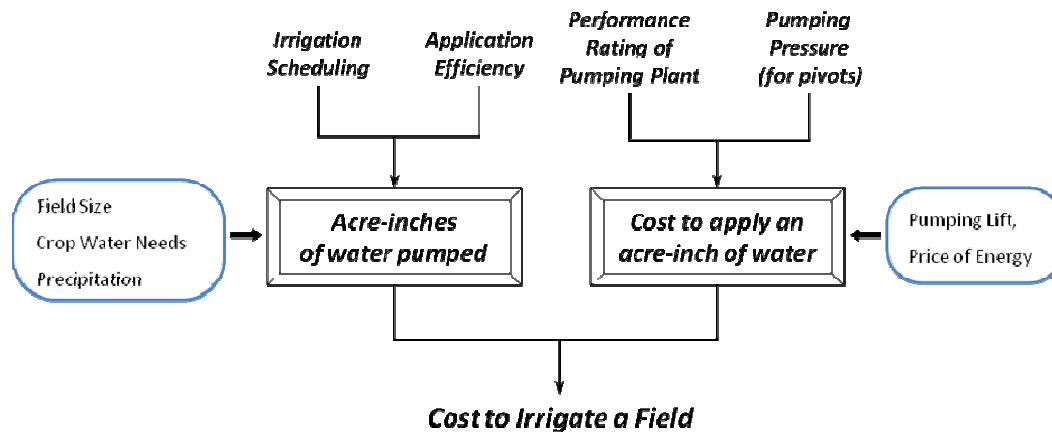 Irrigation
Scheduling
Application
Efficiency
Performance
Rating of
Pumping Plant
Pumping
Pressure
(for pivots)
Field Size
Crop Water Needs
Precipitation
Acre-inches
of water pumped
Cost to apply an
acre-inch of water
Pumping Lift,
Price of Energy
Cost to Irrigate a Field